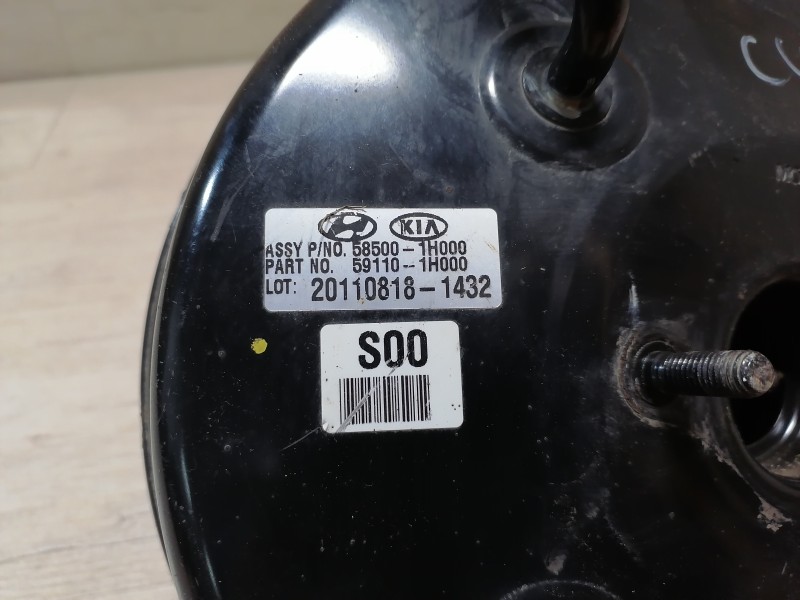 KIA
ASSY P/NO. 58500-1H000
PART NO. 59110-1H000
LOT: 20110818-1432
S00